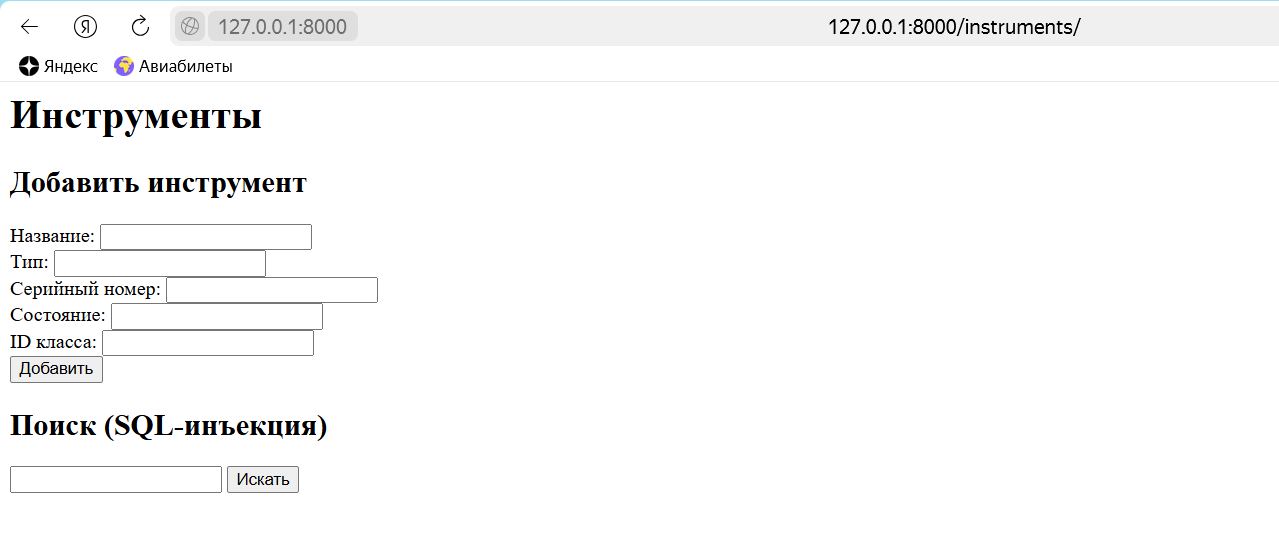 Я 127.0.0.1:8000 127.0.0.1:8000/instruments/
Яндекс Авиабилеты
Инструменты
Добавить инструмент
Название:
Тип:
Серийный номер:
Состояние:
ID класса:
Добавить
Поиск (SQL-инъекция)
Искать